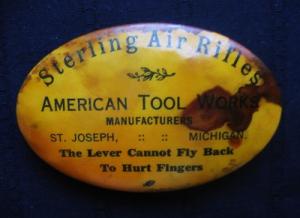 Sterling Air Rifles
AMERICAN TOOL WORKS
MANUFACTURERS
ST. JOSEPH, :: :: MICHIGAN.
The Lever Cannot Fly Back
To Hurt Fingers